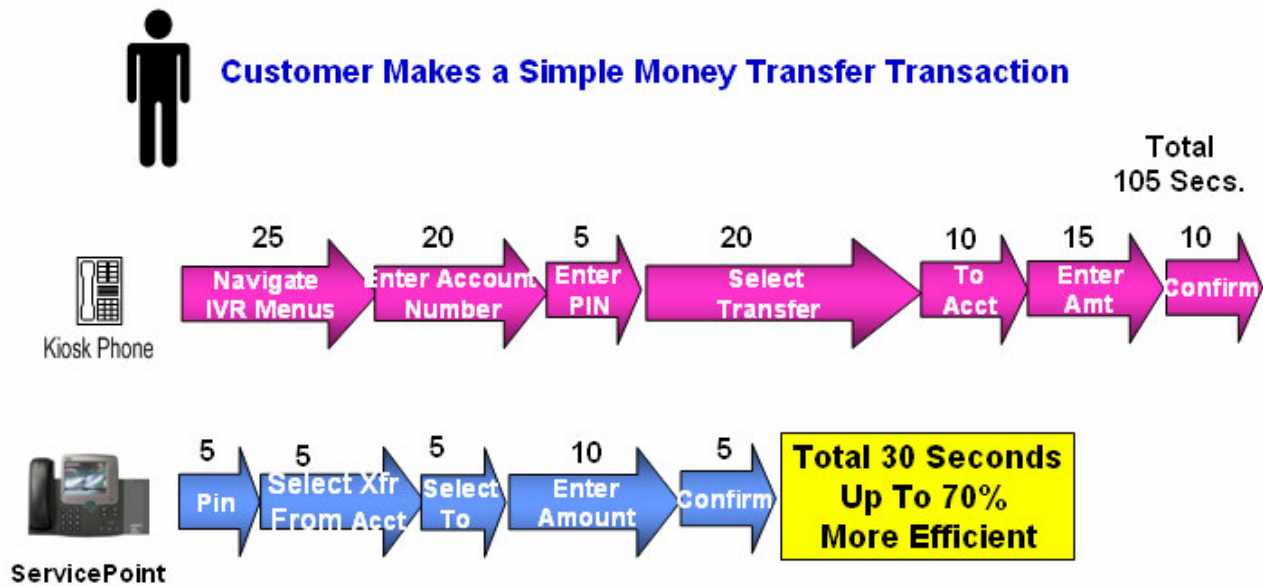 Customer Makes a Simple Money Transfer Transaction
Total
105 Secs.
25
20
5
20
10
15
10
Navigate
IVR Menus
Enter Account
Number
Enter
PIN
Select
Transfer
To
Acct
Enter
Amt
Confirm
Kiosk Phone
5
5
5
10
5
Pin
Select Xfr
From Acct
Select
To
Enter
Amount
Confirm
Total 30 Seconds
Up To 70%
More Efficient
ServicePoint